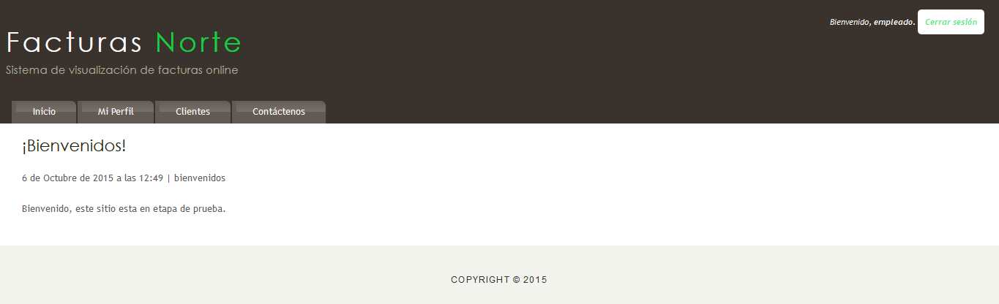 Bienvenido, empleado. Cerrar sesión
Facturas Norte
Sistema de visualización de facturas online
Inicio Mi Perfil Clientes Contáctenos
¡Bienvenidos!
6 de Octubre de 2015 a las 12:49 | bienvenidos
Bienvenido, este sitio esta en etapa de prueba.
COPYRIGHT © 2015